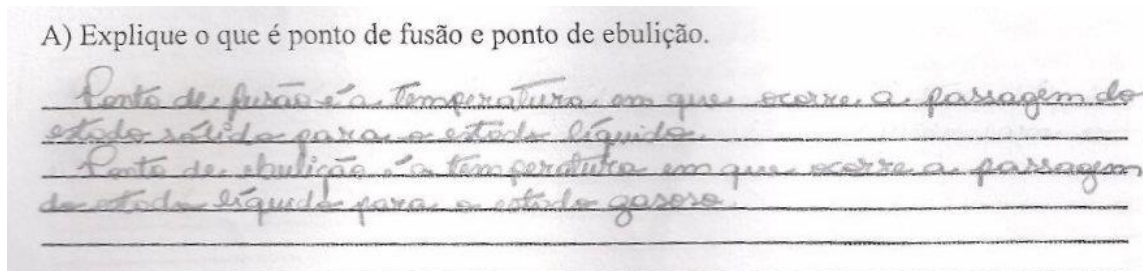 A) Explique o que é ponto de fusão e ponto de ebulição.
Ponto de fusão é a temperatura em que ocorre a passagem do
estado sólido para o estado líquido.
Ponto de ebulição é a temperatura em que ocorre a passagem
do estado líquido para o estado gasoso.